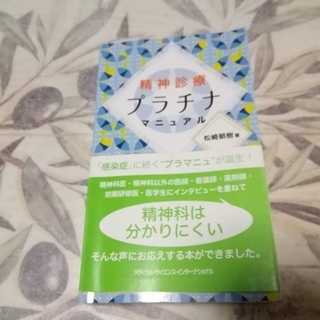 精神診療
プラチナ
マニュアル
松崎朝樹 著
「感染症」に続く"プラマニュ"が誕生！
精神科医・精神科以外の医師・看護師・薬剤師・
初期研修医・医学生にインタビューを重ねて
精神科は
分かりにくい
そんな声にお応えする本ができました。
メディカル・サイエンス・インターナショナル